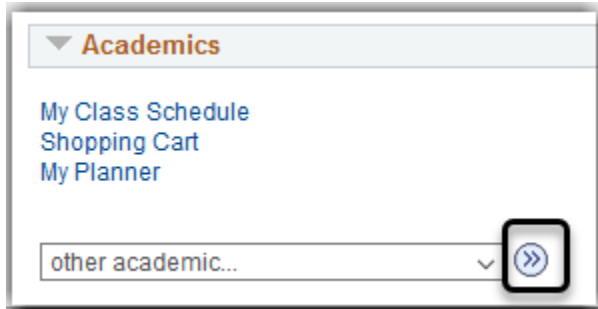 Academics
My Class Schedule
Shopping Cart
My Planner
other academic...